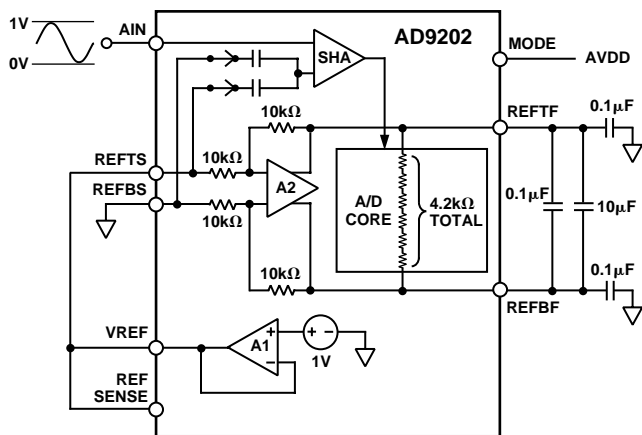 1V
0V
AIN
SHA
AD9202
MODE
AVDD
10kΩ
REFTF
0.1µF
REFTS
10kΩ
REFBS
A2
10kΩ
A/D
CORE
4.2kΩ
TOTAL
0.1µF
10µF
10kΩ
0.1µF
REFBF
VREF
A1
+
−
+ −
1V
REF
SENSE